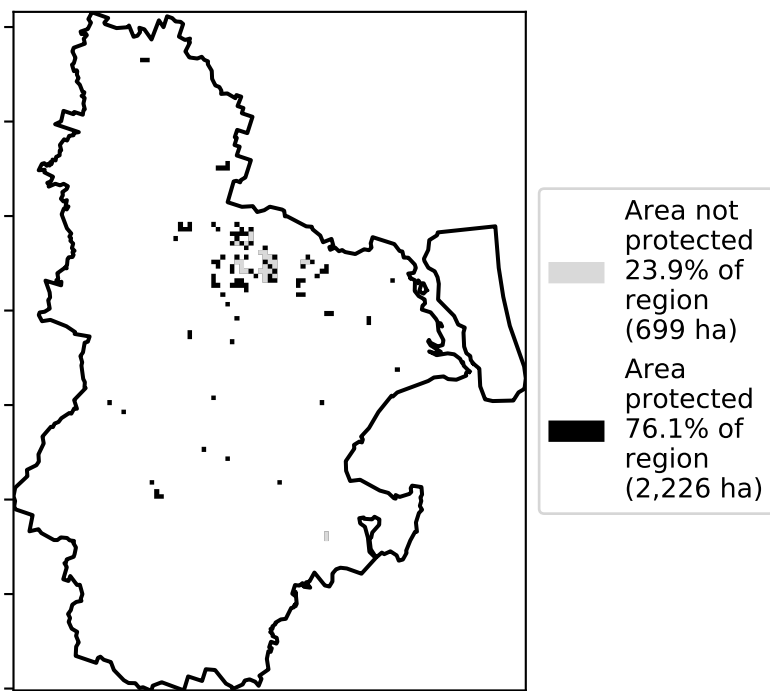 Area not
protected
23.9% of
region
(699 ha)
Area
protected
76.1% of
region
(2,226 ha)